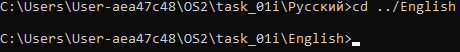 C:\Users\User-aea47c48\OS2\task_01i\Русский>cd ../English
C:\Users\User-aea47c48\OS2\task_01i\English>